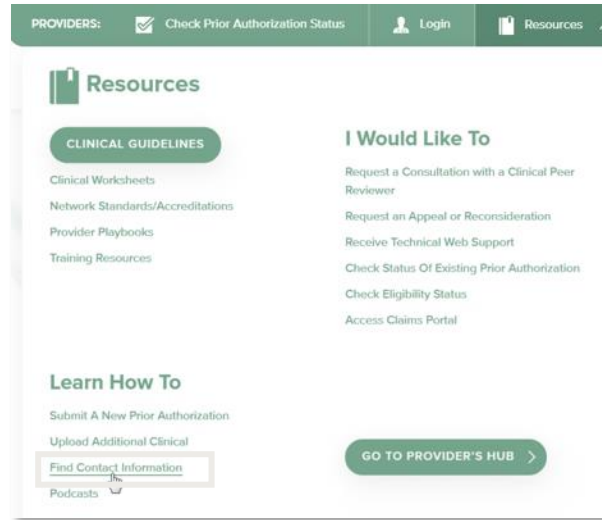 PROVIDERS:
Check Prior Authorization Status
Login
Resources
Resources
CLINICAL GUIDELINES
Clinical Worksheets
Network Standards/Accreditations
Provider Playbooks
Training Resources
I Would Like To
Request a Consultation with a Clinical Peer
Reviewer
Request an Appeal or Reconsideration
Receive Technical Web Support
Check Status Of Existing Prior Authorization
Check Eligibility Status
Access Claims Portal
Learn How To
Submit A New Prior Authorization
Upload Additional Clinical
Find Contact Information
Podcasts
GO TO PROVIDER'S HUB